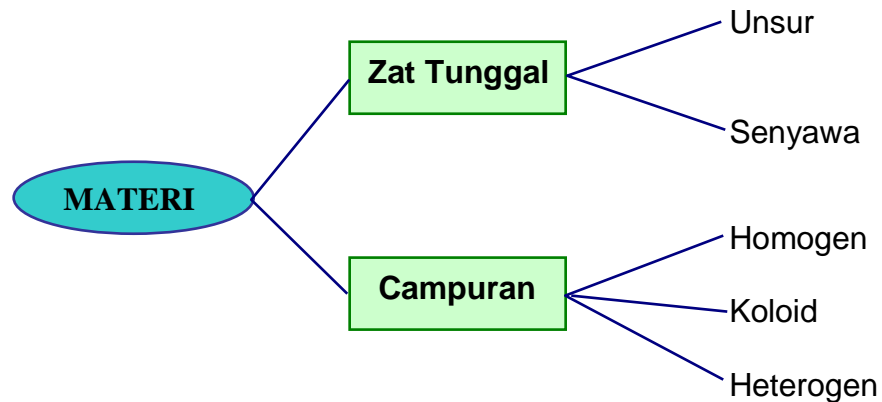 MATERI
Zat Tunggal
Unsur
Senyawa
Campuran
Homogen
Koloid
Heterogen